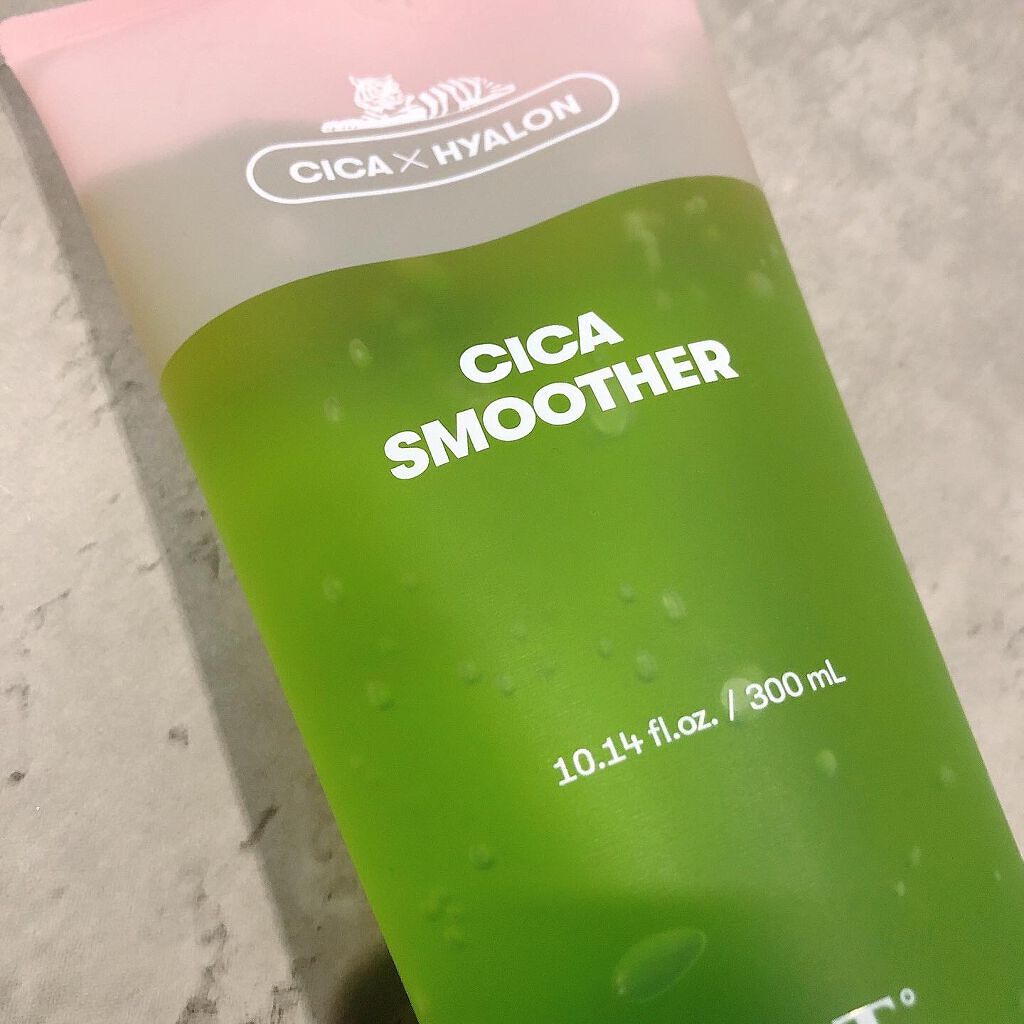 CICA X HYALON
CICA
SMOOTHER
10.14 fl.oz. / 300 mL